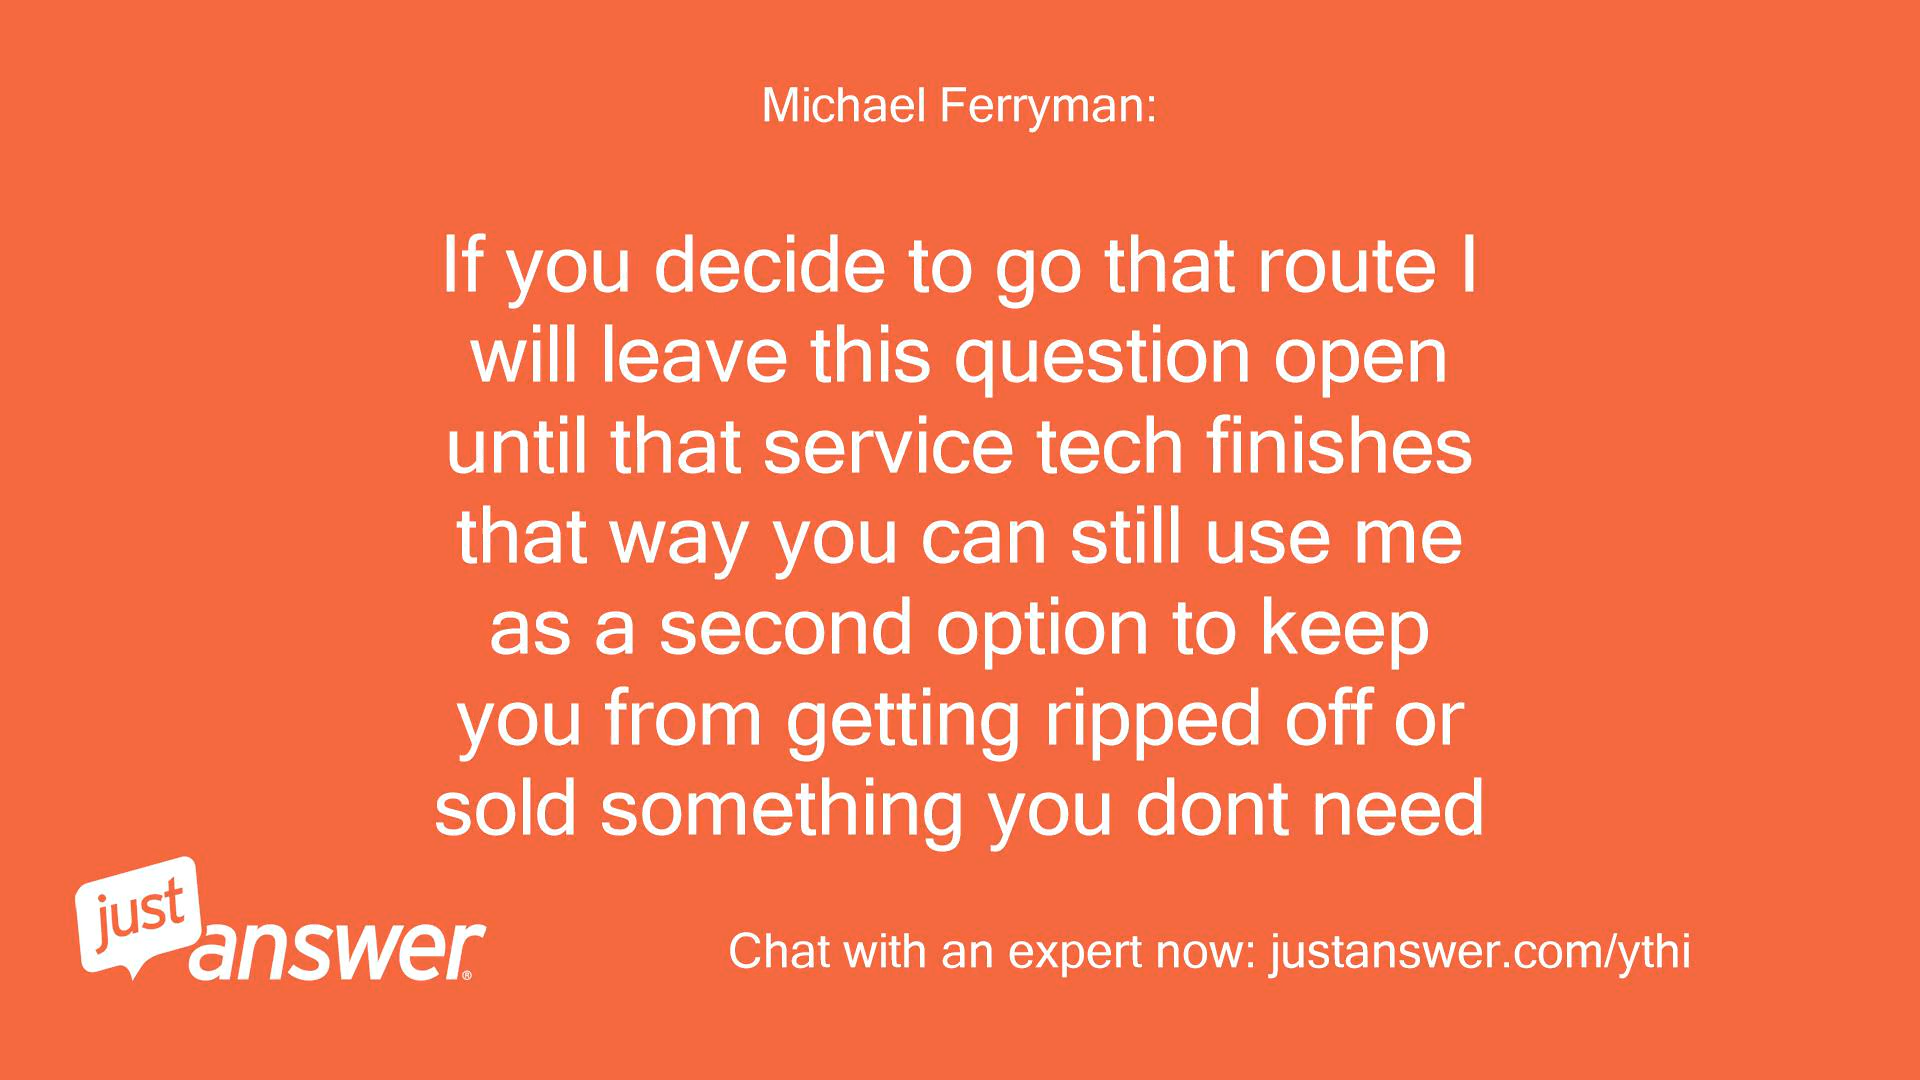 Michael Ferryman:
If you decide to go that route I
will leave this question open
until that service tech finishes
that way you can still use me
as a second option to keep
you from getting ripped off or
sold something you dont need
just
answer®
Chat with an expert now: justanswer.com/ythi